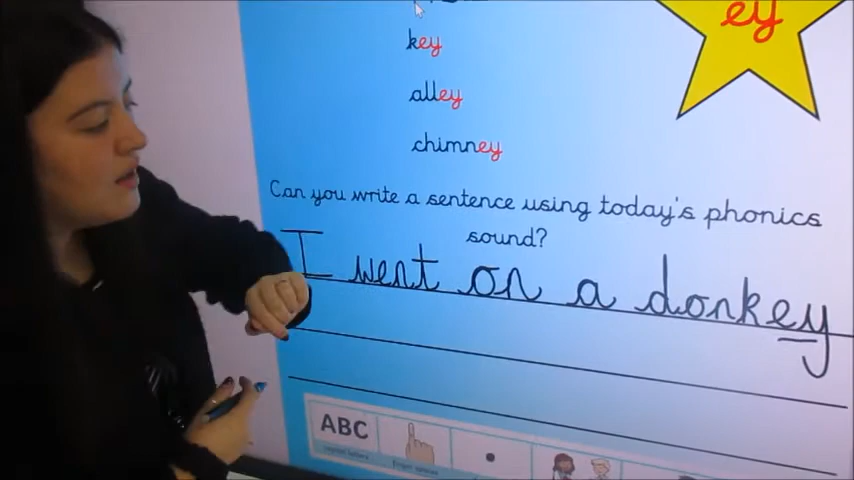 ey
key
alley
chimney
Can you write a sentence using today's phonics
sound?
I went on a donkey
ABC